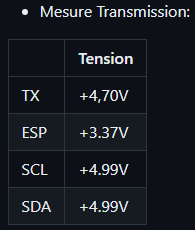 Mesure Transmission:
Tension
TX +4,70V
ESP +3.37V
SCL +4.99V
SDA +4.99V